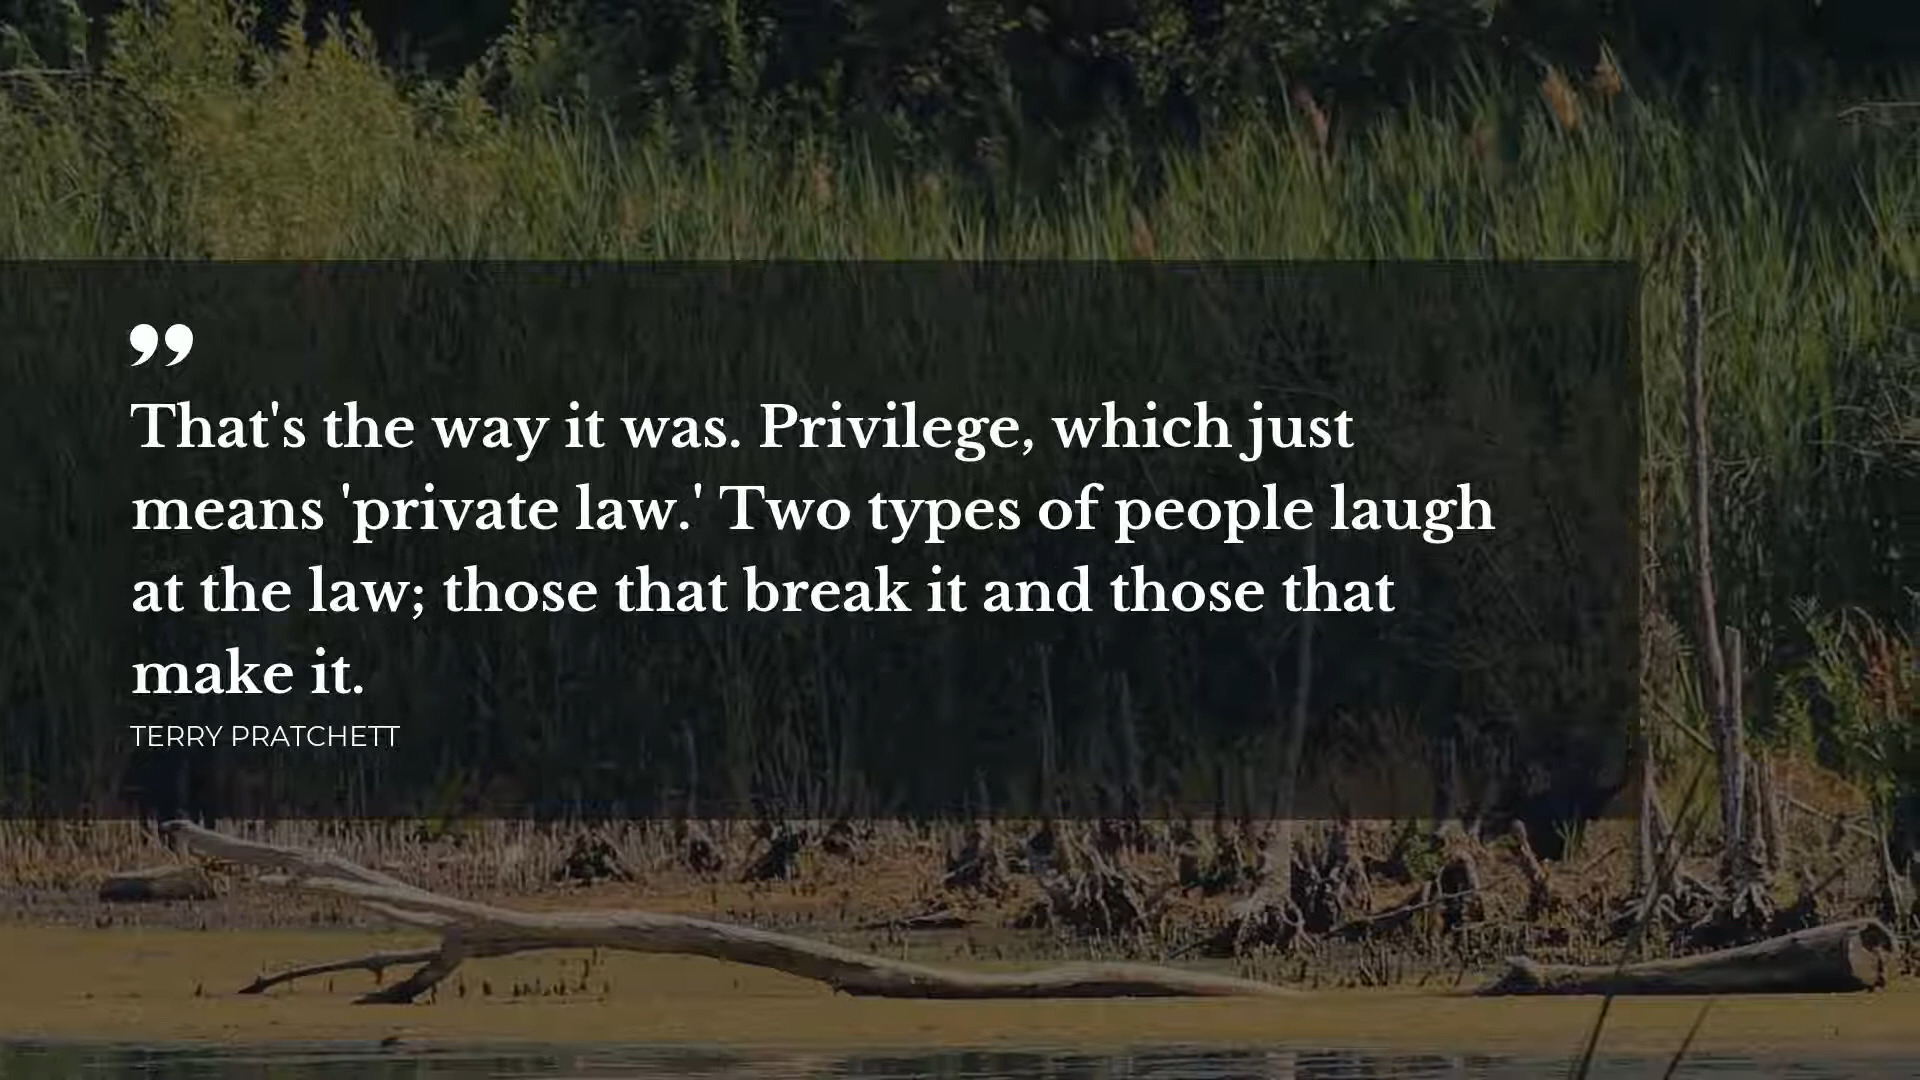 ”
That's the way it was. Privilege, which just
means 'private law.' Two types of people laugh
at the law; those that break it and those that
make it.
TERRY PRATCHETT